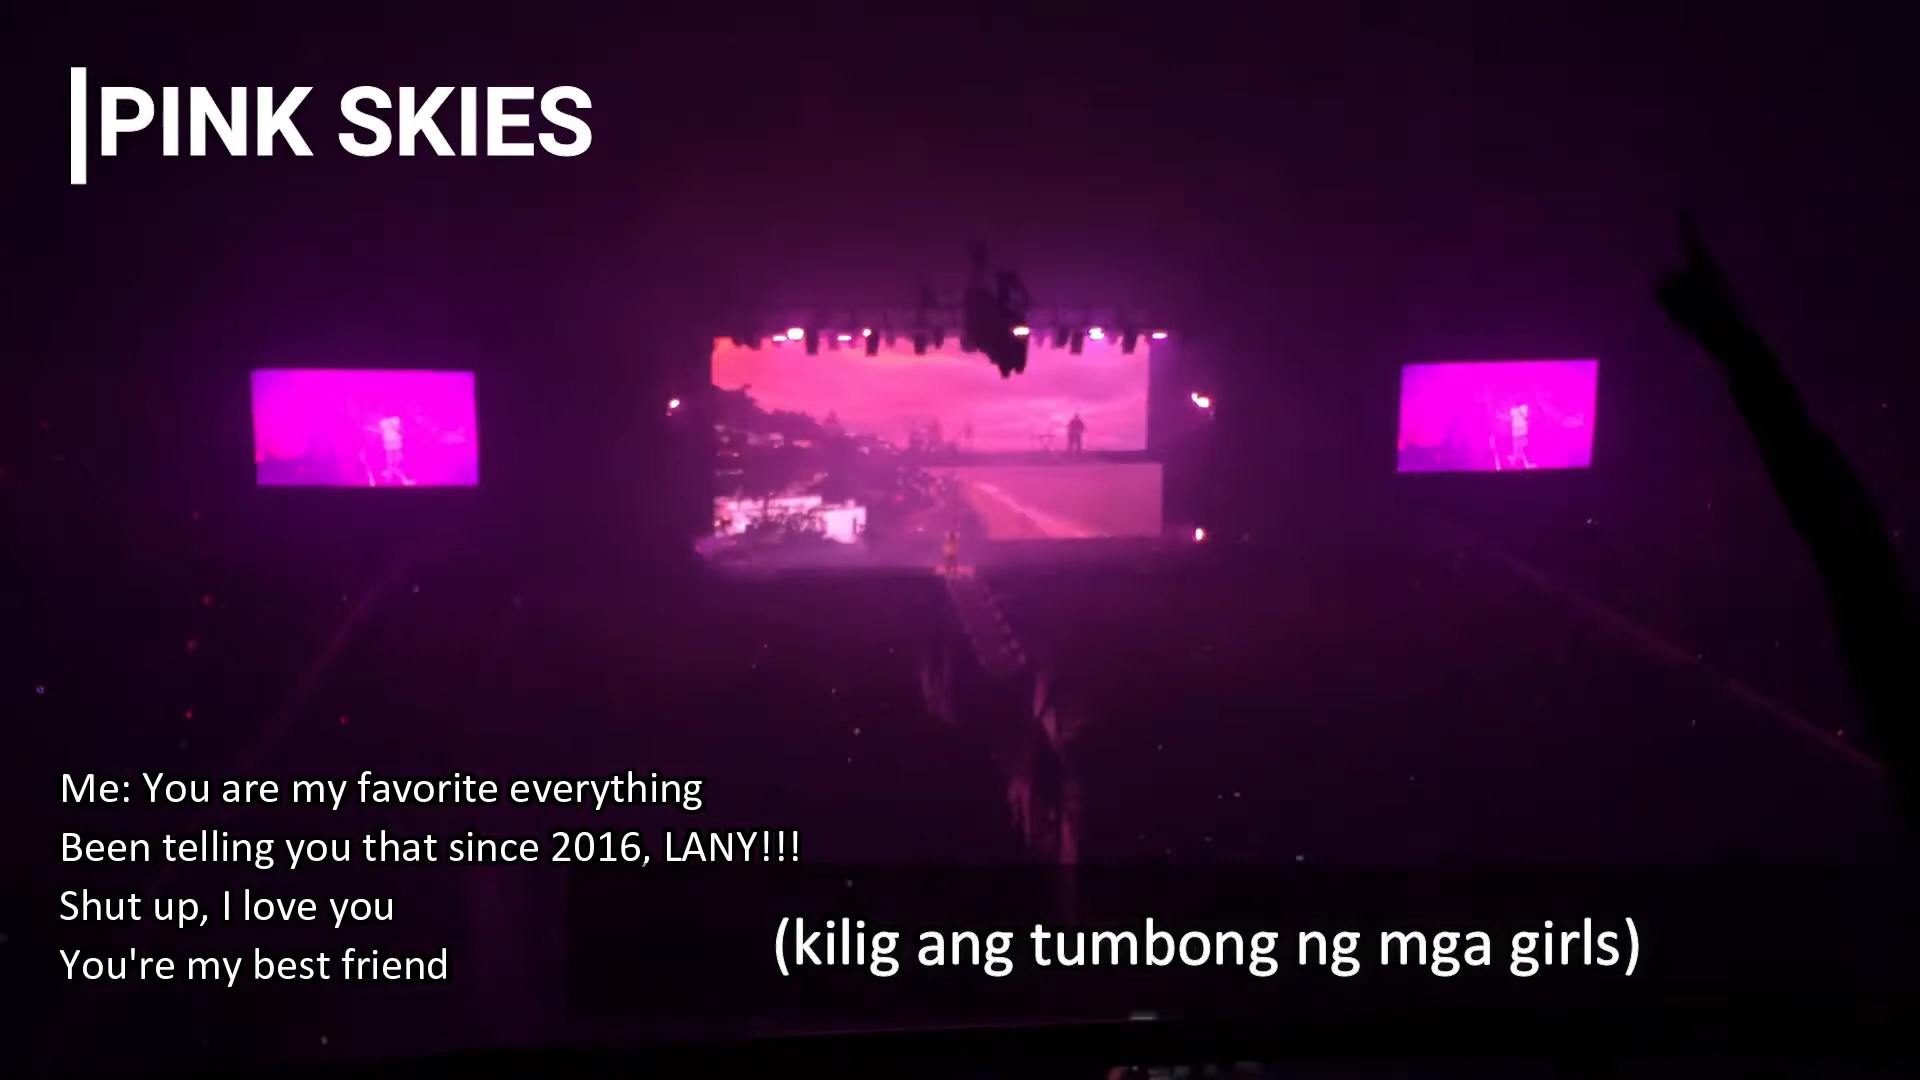 PINK SKIES
Me: You are my favorite everything
Been telling you that since 2016, LANY!!!
Shut up, I love you
You're my best friend
(kilig ang tumbong ng mga girls)